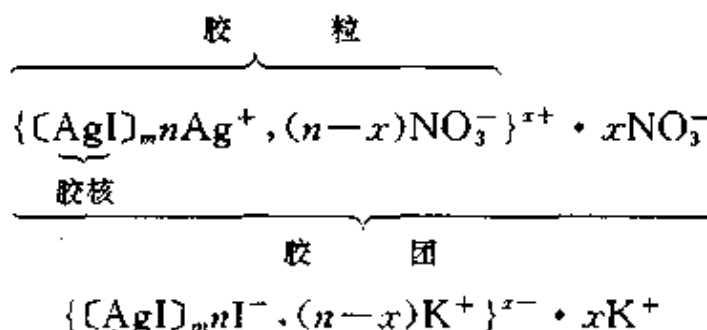 胶 粒
{〔AgI〕ₘnAg⁺,(n−x)NO₃⁻}ˣ⁺·xNO₃⁻
胶核
胶 团
{〔AgI〕ₘnI⁻,(n−x)K⁺}ˣ⁻·xK⁺